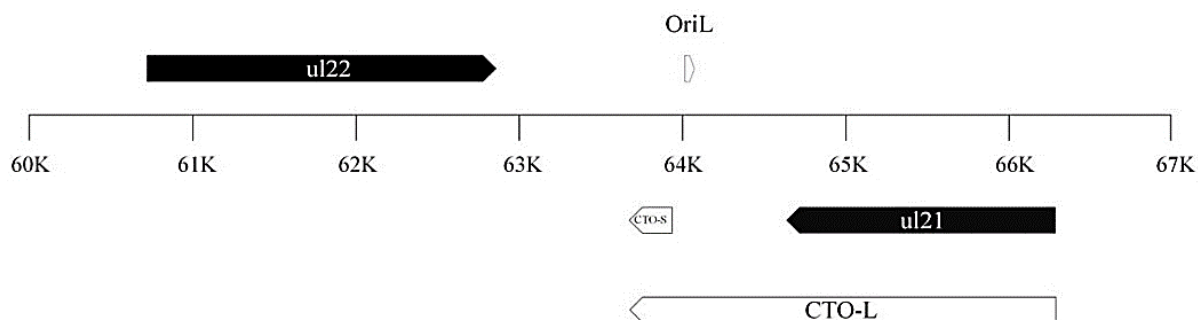 OriL
ul22
60K 61K 62K 63K 64K 65K 66K 67K
CTO-S ul21
CTO-L